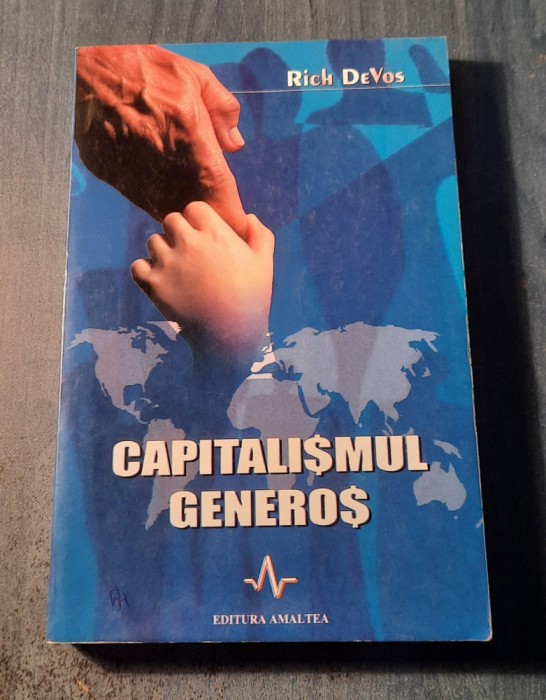 Rich DeVos
CAPITALI$MUL
GENERO$
EDITURA AMALTEA